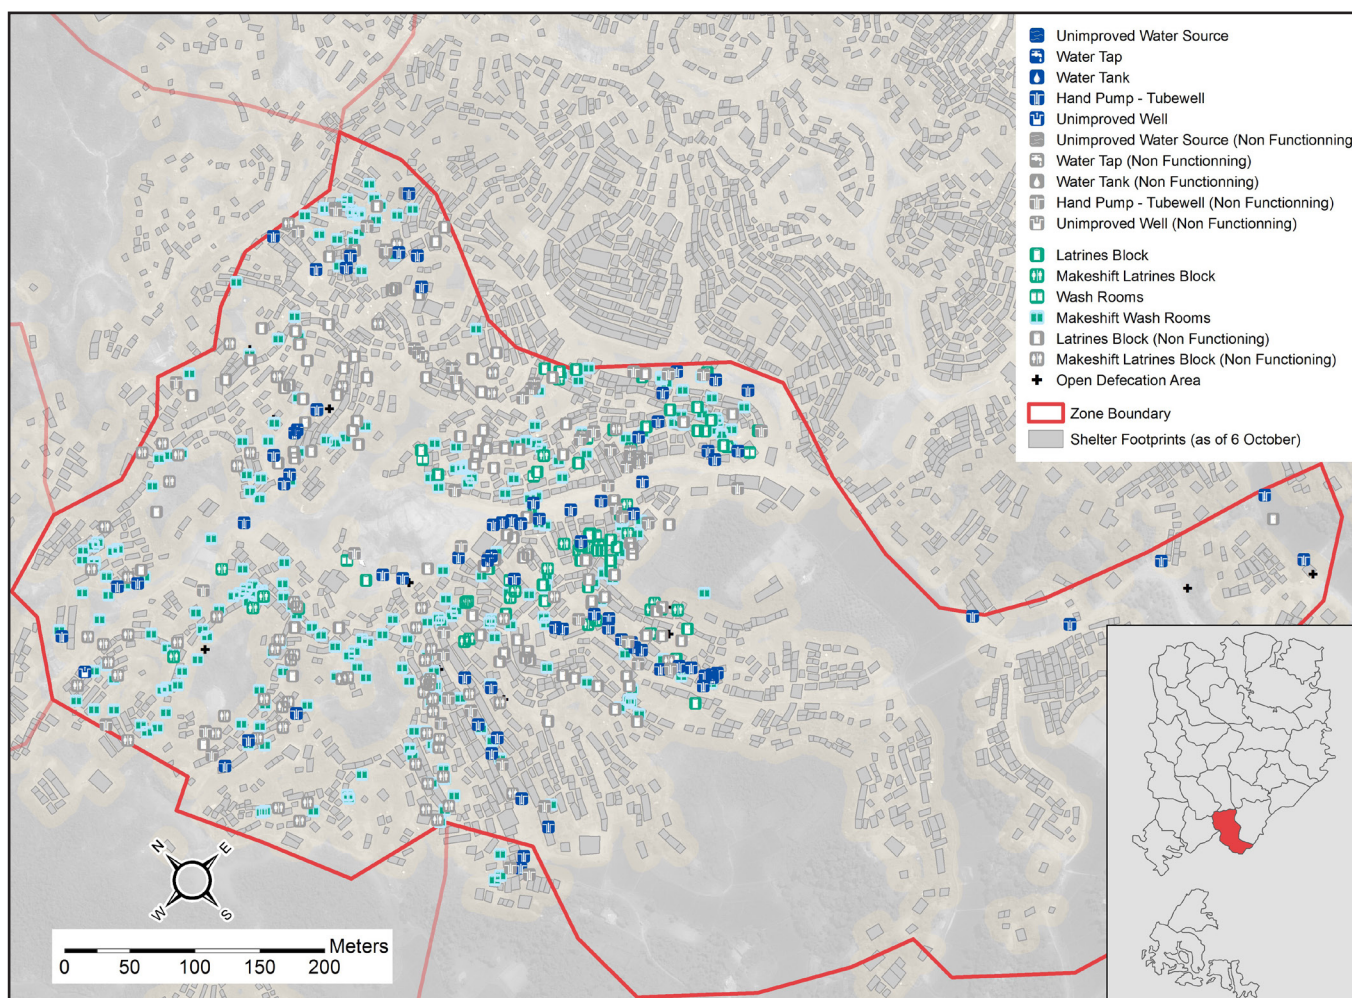 Unimproved Water Source
Water Tap
Water Tank
Hand Pump - Tubewell
Unimproved Well
Unimproved Water Source (Non Functionning
Water Tap (Non Functionning)
Water Tank (Non Functionning)
Hand Pump - Tubewell (Non Functionning)
Unimproved Well (Non Functionning)
Latrines Block
Makeshift Latrines Block
Wash Rooms
Makeshift Wash Rooms
Latrines Block (Non Functioning)
Makeshift Latrines Block (Non Functioning)
Open Defecation Area
Zone Boundary
Shelter Footprints (as of 6 October)
N
E
W
S
Meters
0 50 100 150 200